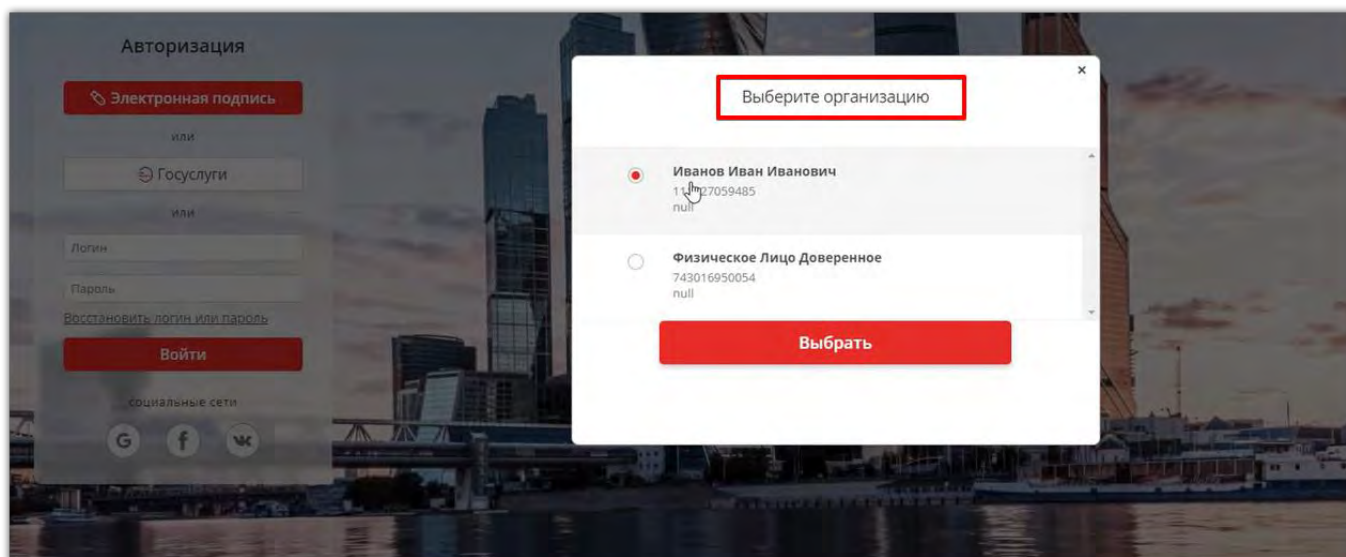 Авторизация
Электронная подпись
или
Госуслуги
или
Логин
Пароль
Восстановить логин или пароль
Войти
социальные сети
Выберите организацию
Иванов Иван Иванович
null
Физическое Лицо Доверенное
743016950054
null
Выбрать